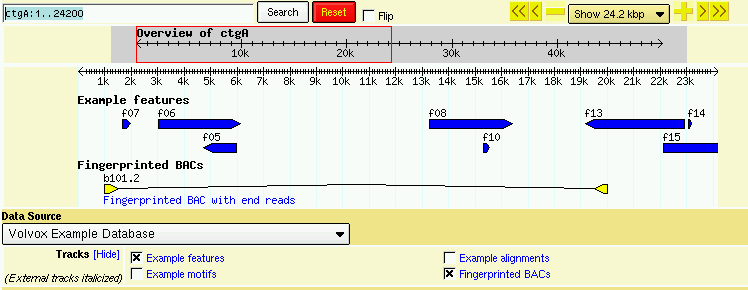 ctgA:1..24200 Search Reset Flip << < - Show 24.2 kbp + > >>
Overview of ctgA
10k 20k 30k 40k
1k 2k 3k 4k 5k 6k 7k 8k 9k 10k 11k 12k 13k 14k 15k 16k 17k 18k 19k 20k 21k 22k 23k
Example features
f07 f06 f08 f13 f14
f05 f10 f15
Fingerprinted BACs
b101.2
Fingerprinted BAC with end reads
Data Source
Volvox Example Database
Tracks [Hide] Example features Example alignments
(External tracks italicized) Example motifs Fingerprinted BACs